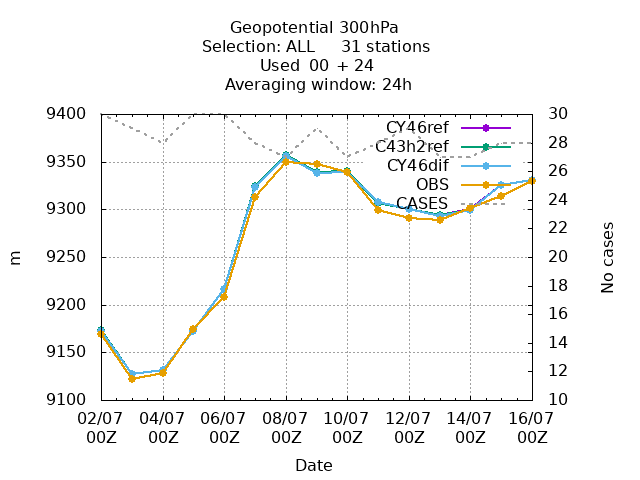 Geopotential 300hPa
Selection: ALL     31 stations
Used  00  + 24
Averaging window: 24h
9400
9350
9300
9250
9200
9150
9100
m
30
28
26
24
22
20
18
16
14
12
10
No cases
CY46ref
C43h2ref
CY46dif
OBS
CASES
02/07 04/07 06/07 08/07 10/07 12/07 14/07 16/07
00Z 00Z 00Z 00Z 00Z 00Z 00Z 00Z
Date